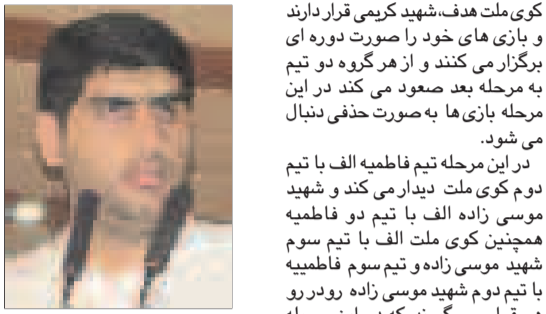 کوی ملت هدف،شهید کریمی قرار دارند
و بازی های خود را صورت دوره ای
برگزار می کنند و از هر گروه دو تیم
به مرحله بعد صعود می کند در این
مرحله بازی ها به صورت حذفی دنبال
می شود.
در این مرحله تیم فاطمیه الف با تیم
دوم کوی ملت دیدار می کند و شهید
موسی زاده الف با تیم دو فاطمیه
همچنین کوی ملت الف با تیم سوم
شهید موسی زاده و تیم سوم فاطمییه
با تیم دوم شهید موسی زاده رودر رو